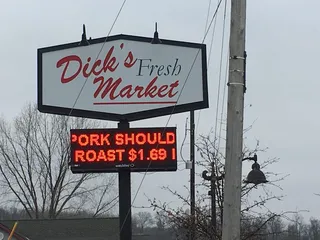 Dick's Fresh
Market
PORK SHOULD
ROAST $1.69